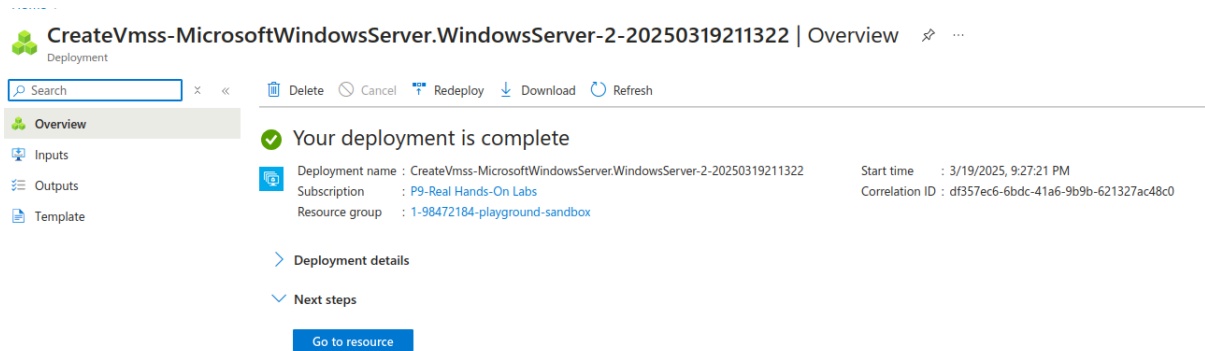 CreateVmss-MicrosoftWindowsServer.WindowsServer-2-20250319211322 | Overview
Deployment
Search
Delete Cancel Redeploy Download Refresh
Overview
Inputs
Outputs
Template
Your deployment is complete
Deployment name : CreateVmss-MicrosoftWindowsServer.WindowsServer-2-20250319211322
Subscription : P9-Real Hands-On Labs
Resource group : 1-98472184-playground-sandbox
Start time : 3/19/2025, 9:27:21 PM
Correlation ID : df357ec6-6bdc-41a6-9b9b-621327ac48c0
Deployment details
Next steps
Go to resource